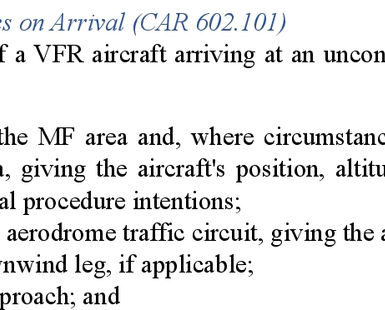 es on Arrival (CAR 602.101)
f a VFR aircraft arriving at an uncon
the MF area and, where circumstanc
, giving the aircraft's position, altitu
al procedure intentions;
aerodrome traffic circuit, giving the a
nwind leg, if applicable;
proach; and